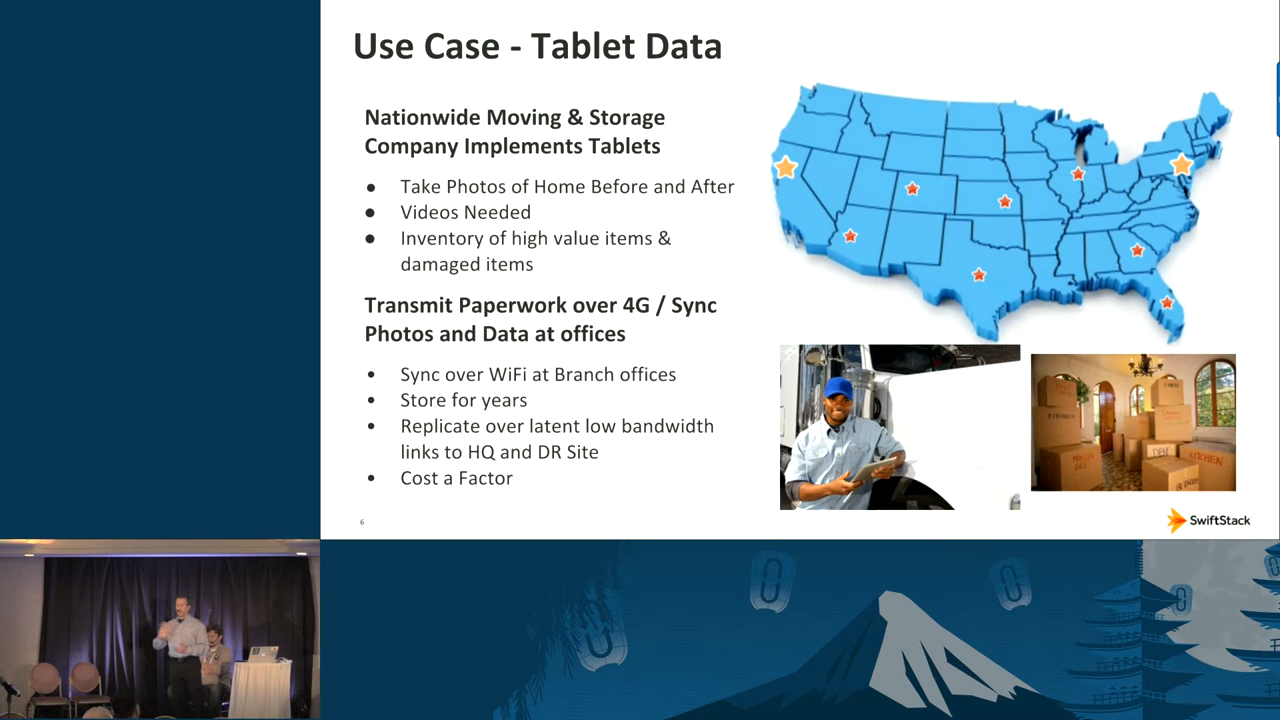 Use Case - Tablet Data
Nationwide Moving & Storage
Company Implements Tablets
● Take Photos of Home Before and After
● Videos Needed
● Inventory of high value items &
damaged items
Transmit Paperwork over 4G / Sync
Photos and Data at offices
• Sync over WiFi at Branch offices
• Store for years
• Replicate over latent low bandwidth
links to HQ and DR Site
• Cost a Factor
DEN
KITCHEN
6
SwiftStack